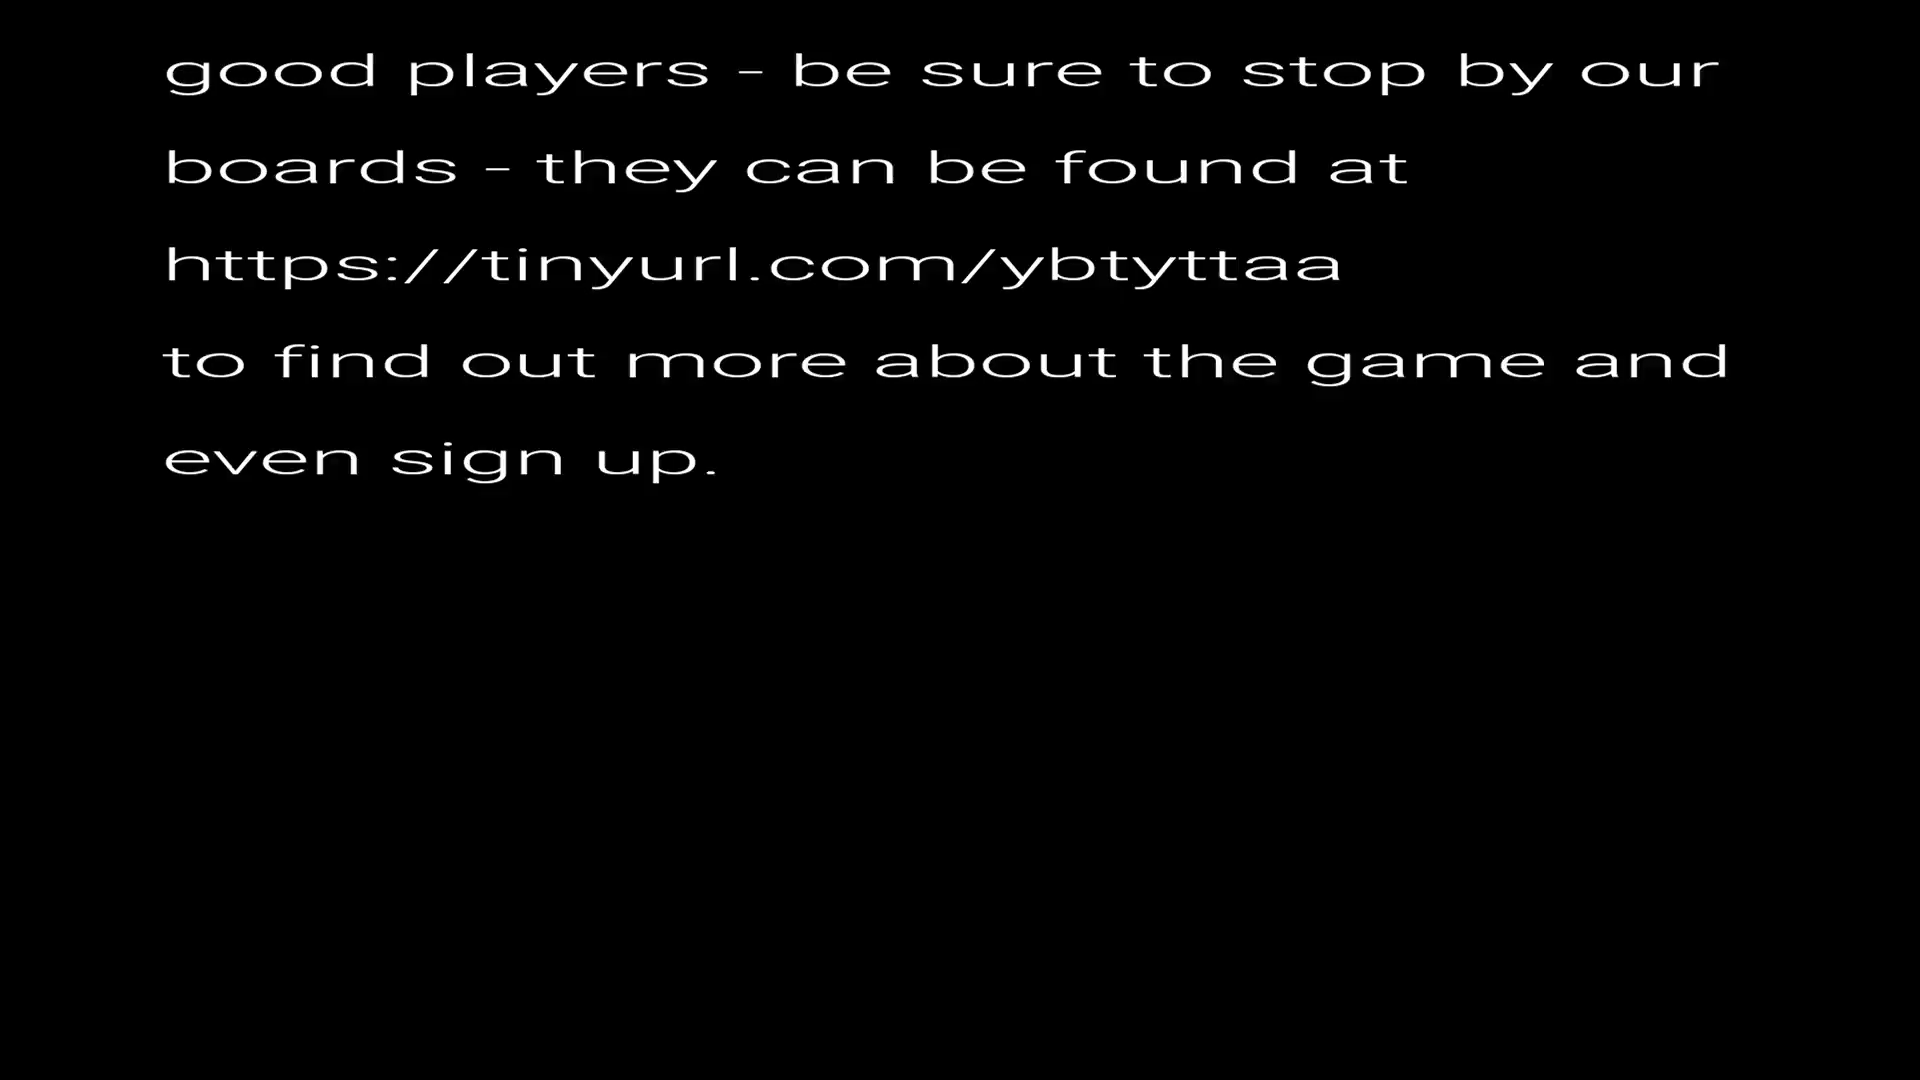 good players - be sure to stop by our
boards - they can be found at
https://tinyurl.com/ybtyttaa
to find out more about the game and
even sign up.